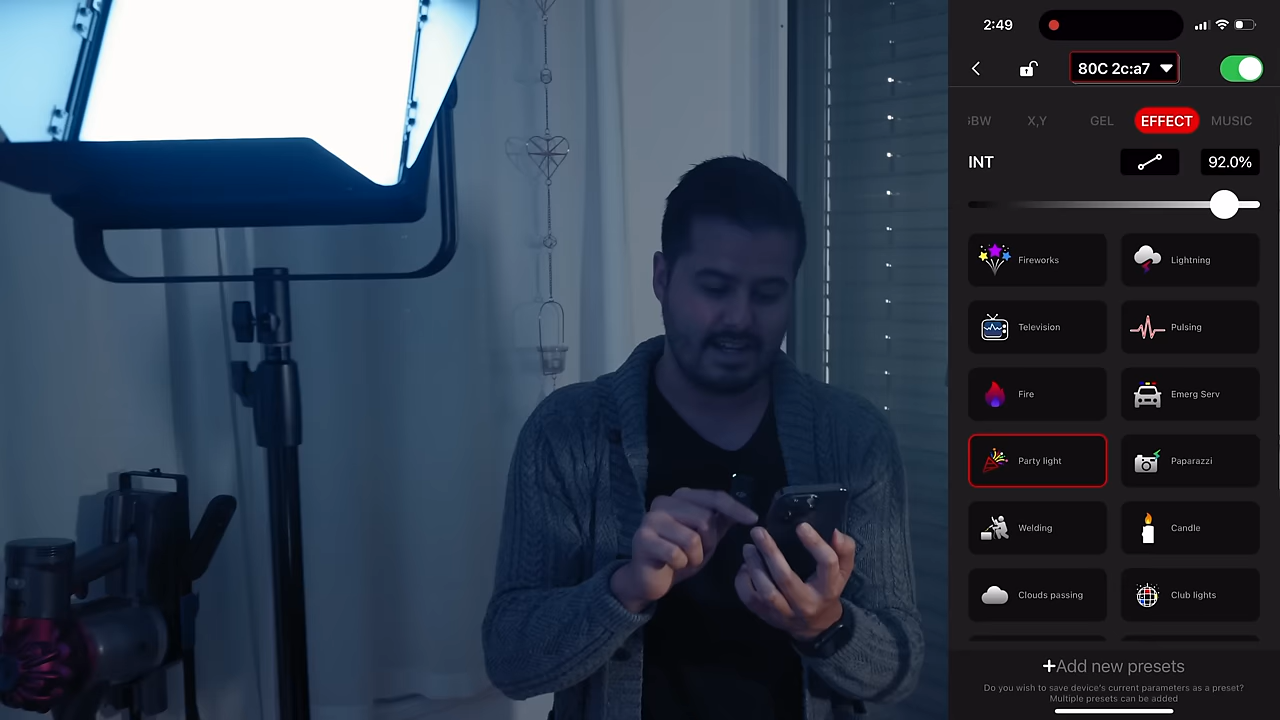 2:49
80C 2c:a7
X,Y
GEL
EFFECT
MUSIC
INT
92.0%
Fireworks
Lightning
Television
Pulsing
Fire
Emerg Serv
Party light
Paparazzi
Welding
Candle
Clouds passing
Club lights
+Add new presets
Do you wish to save device's current parameters as a preset?
Multiple presets can be added